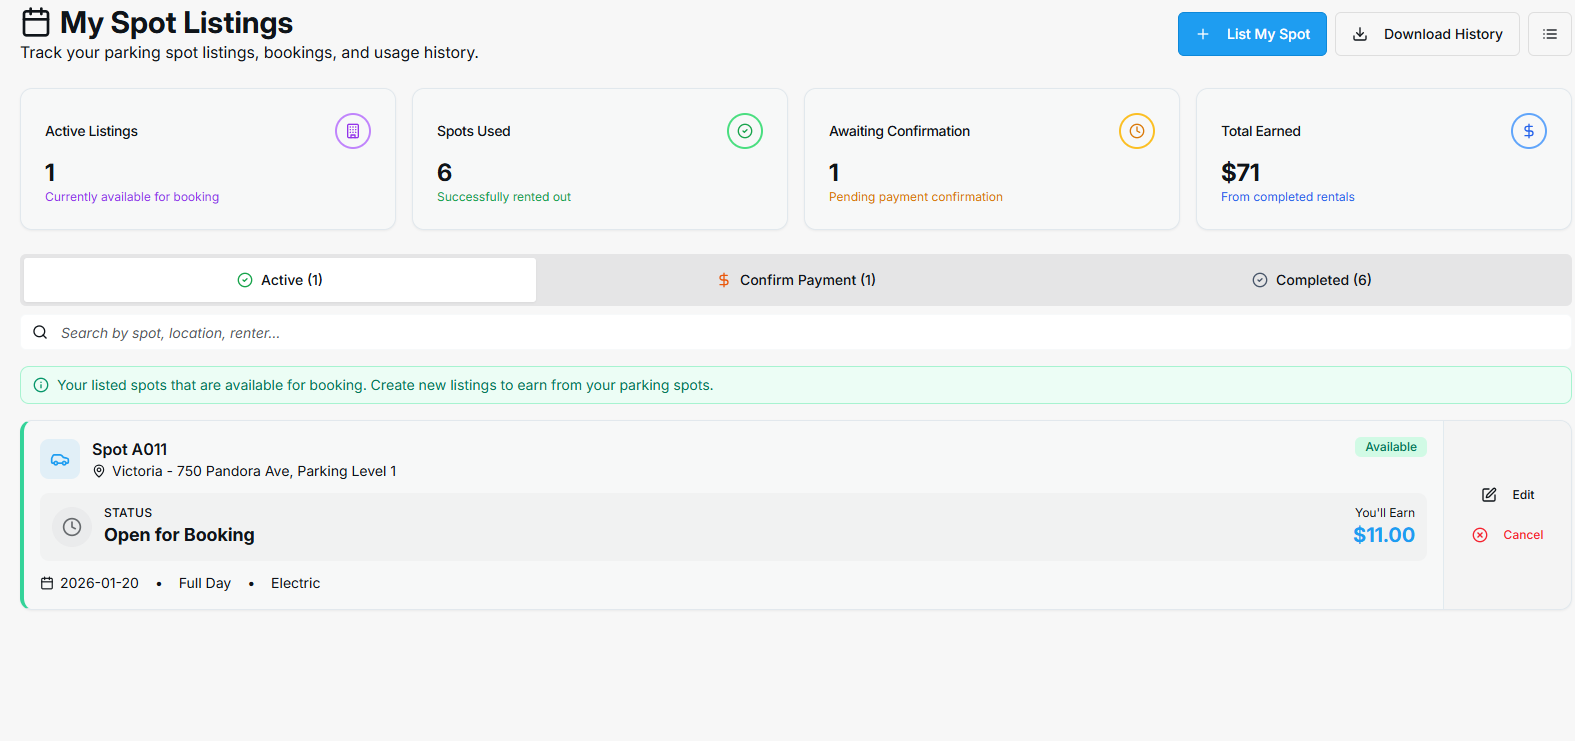 My Spot Listings
Track your parking spot listings, bookings, and usage history.
List My Spot
Download History
Active Listings
1
Currently available for booking
Spots Used
6
Successfully rented out
Awaiting Confirmation
1
Pending payment confirmation
Total Earned
$71
From completed rentals
Active (1)
Confirm Payment (1)
Completed (6)
Search by spot, location, renter...
Your listed spots that are available for booking. Create new listings to earn from your parking spots.
Spot A011
Victoria - 750 Pandora Ave, Parking Level 1
Available
STATUS
Open for Booking
You'll Earn
$11.00
2026-01-20 • Full Day • Electric
Edit
Cancel